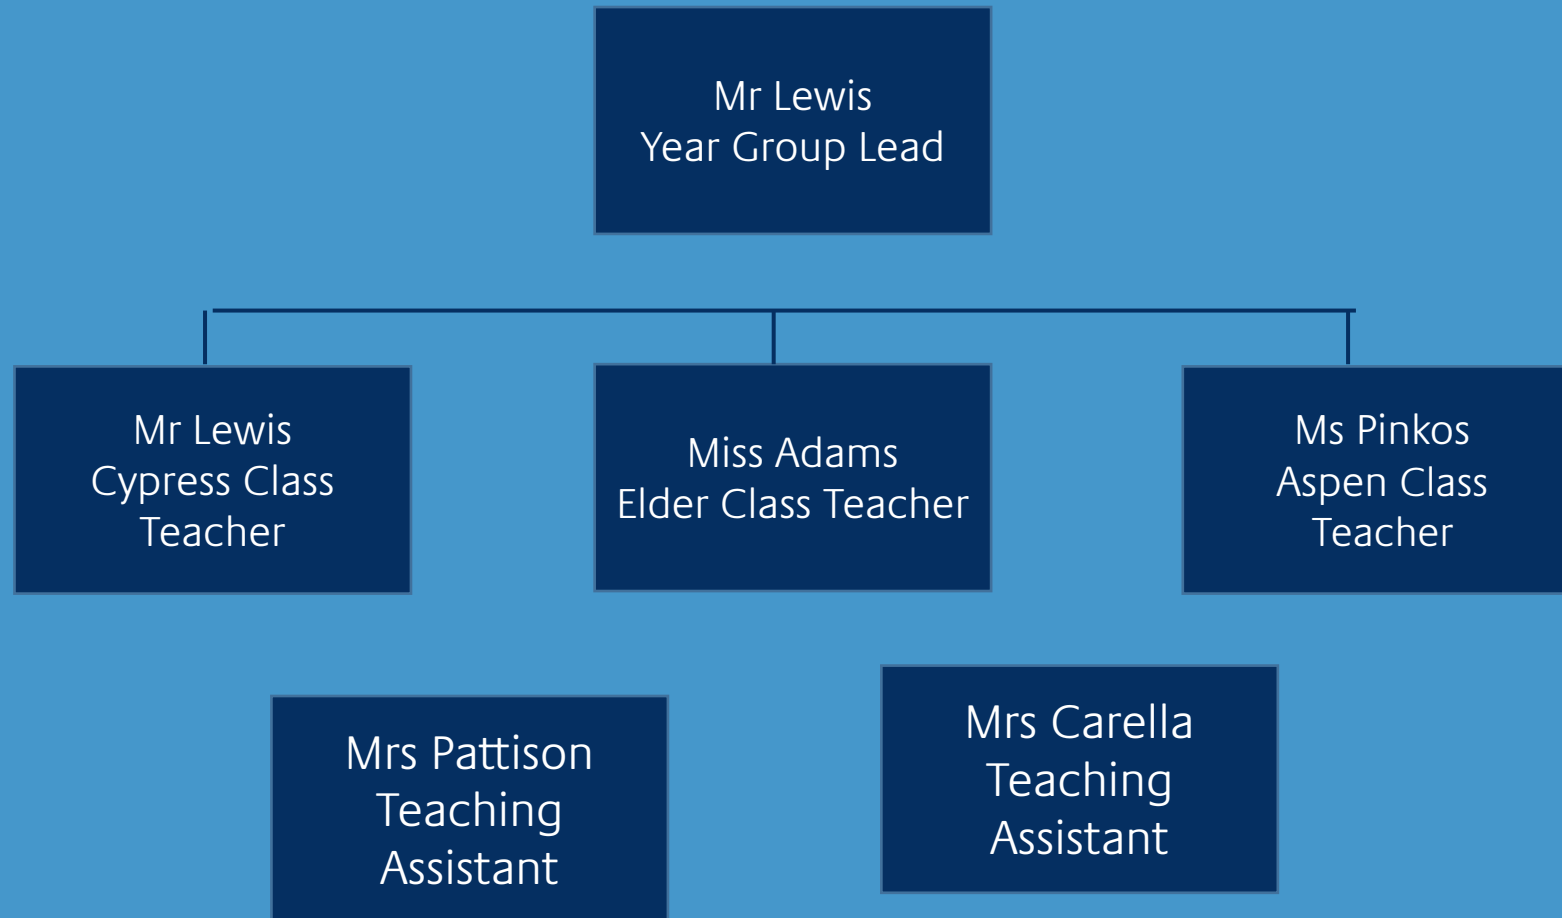 Mr Lewis
Year Group Lead
Mr Lewis
Cypress Class
Teacher
Miss Adams
Elder Class Teacher
Ms Pinkos
Aspen Class
Teacher
Mrs Pattison
Teaching
Assistant
Mrs Carella
Teaching
Assistant